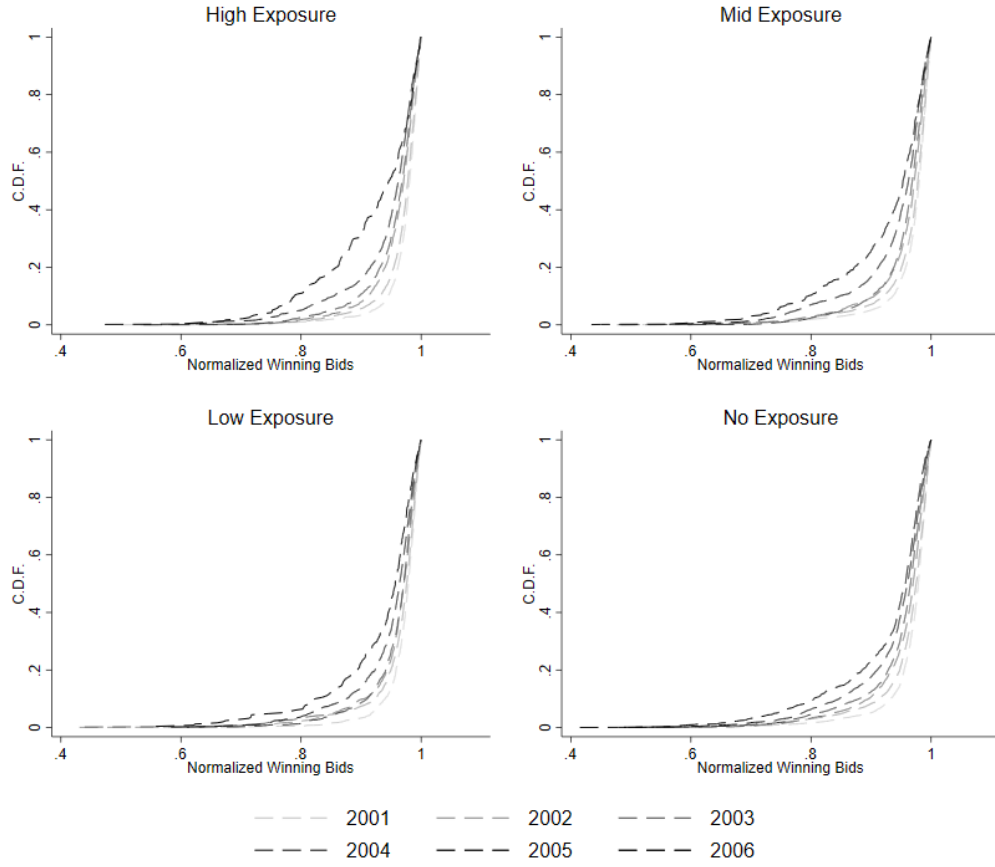 High Exposure
Mid Exposure
1
.8
.6
.4
.2
0
C.D.F.
.4 .6 .8 1
Normalized Winning Bids
1
.8
.6
.4
.2
0
C.D.F.
.4 .6 .8 1
Normalized Winning Bids
Low Exposure
No Exposure
1
.8
.6
.4
.2
0
C.D.F.
.4 .6 .8 1
Normalized Winning Bids
1
.8
.6
.4
.2
0
C.D.F.
.4 .6 .8 1
Normalized Winning Bids
2001 2002 2003
2004 2005 2006